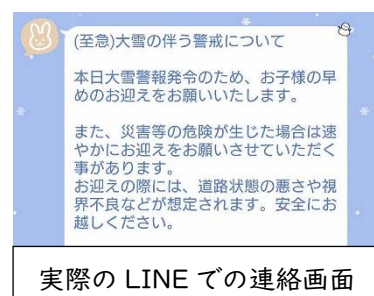 (至急)大雪の伴う警戒について
本日大雪警報発令のため、お子様の早
めのお迎えをお願いいたします。
また、災害等の危険が生じた場合は速
やかにお迎えをお願いさせていただく
事があります。
お迎えの際には、道路状態の悪さや視
界不良などが想定されます。安全にお
越しください。
実際の LINE での連絡画面